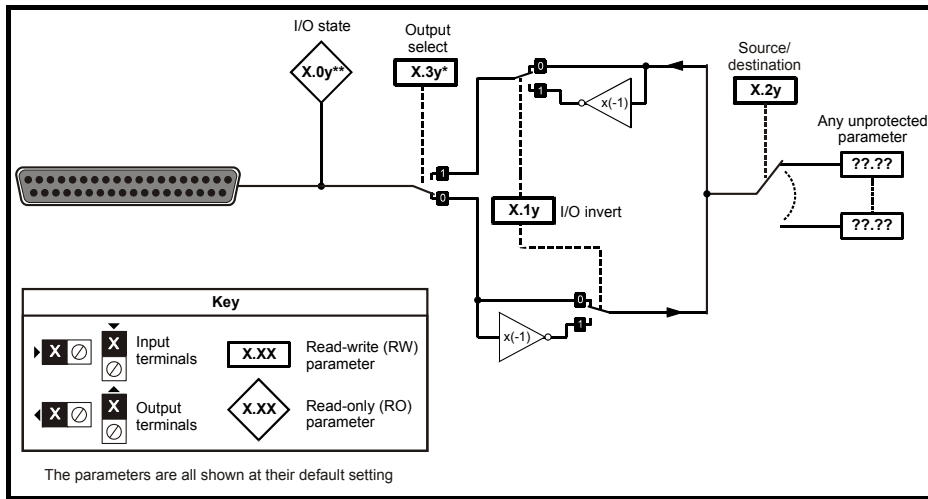 I/O state
X.0y**
Output
select
X.3y*
0
1
x(-1)
Source/
destination
X.2y
Any unprotected
parameter
??.??
??.??
1
0
X.1y
I/O invert
0
1
x(-1)
Key
X
X
Input
terminals
X.XX
Read-write (RW)
parameter
X
X
Output
terminals
X.XX
Read-only (RO)
parameter
The parameters are all shown at their default setting